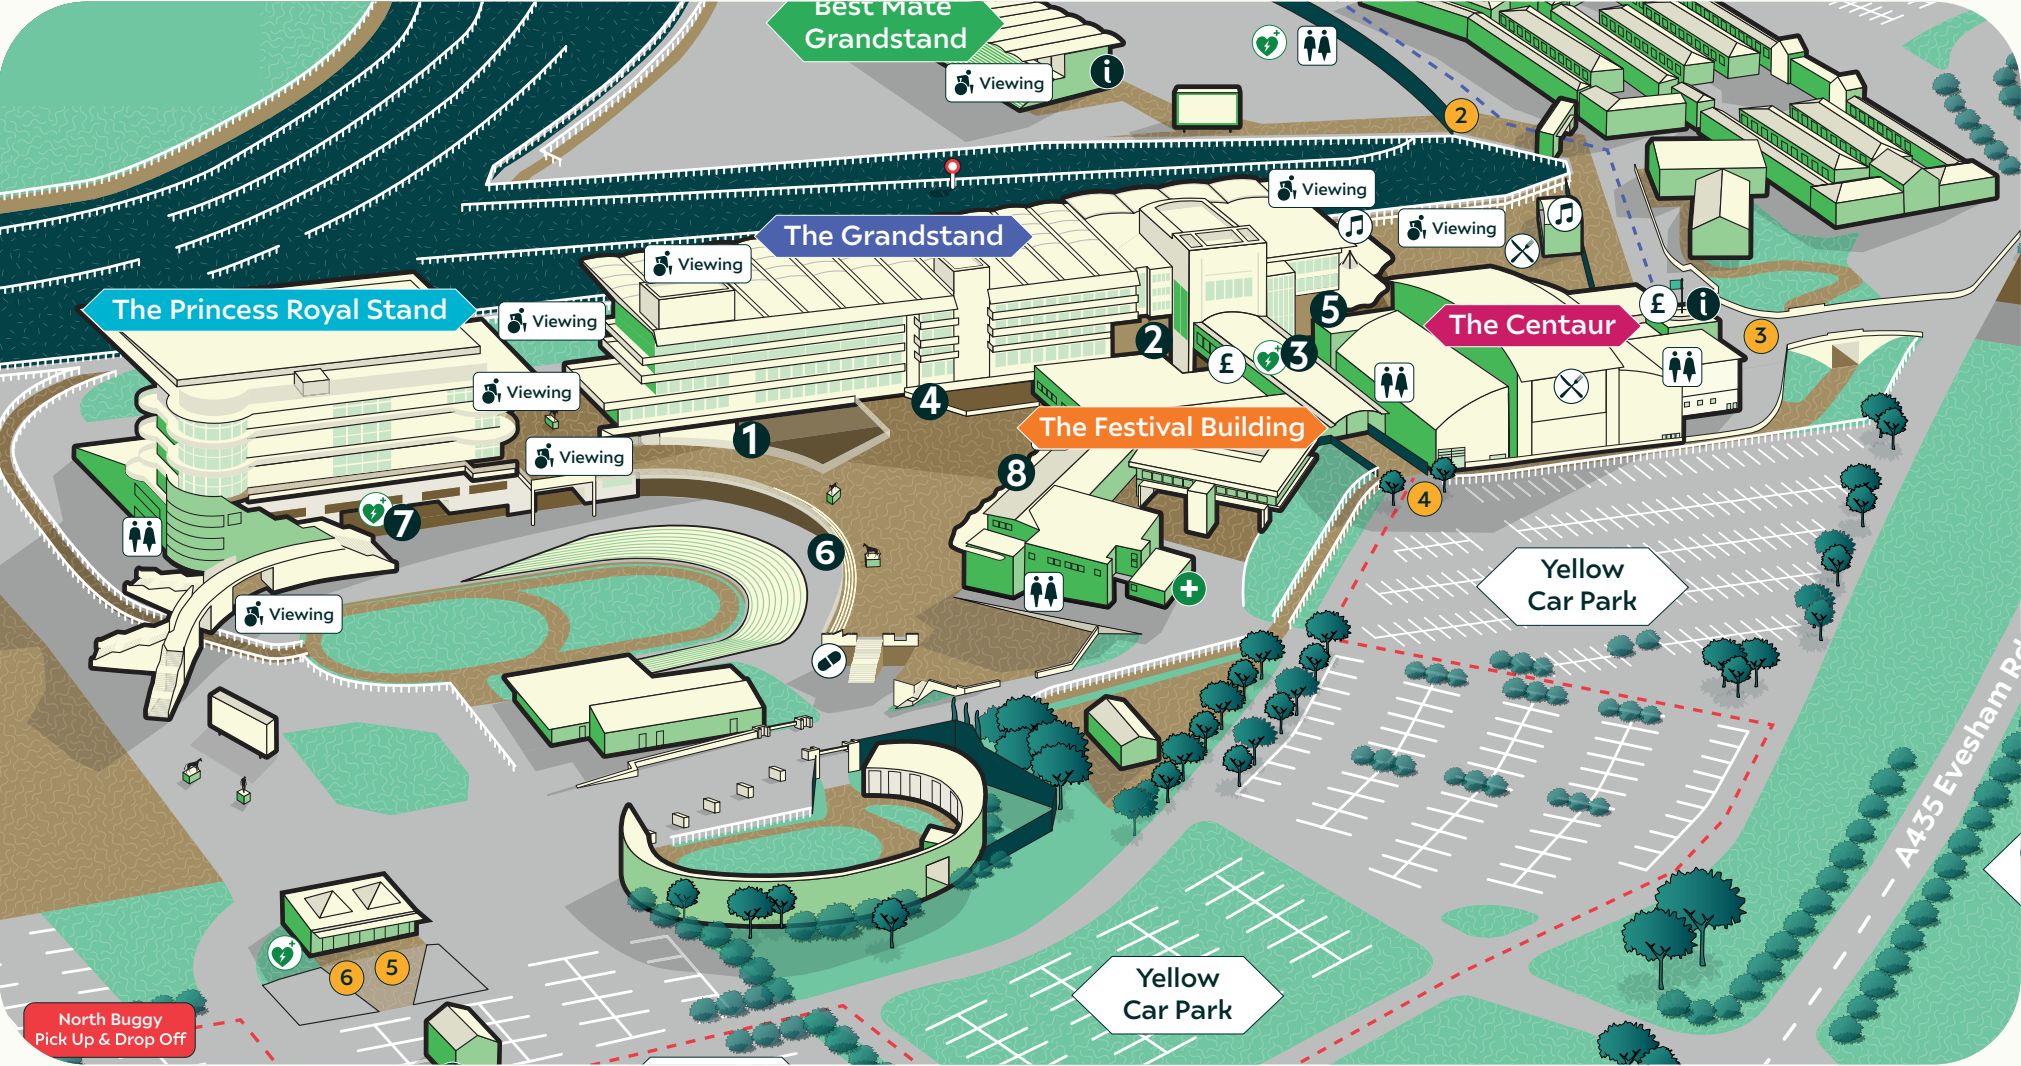 Best Mate
Grandstand
Viewing
i
2
Viewing
Viewing
The Grandstand
Viewing
The Princess Royal Stand
Viewing
£
i
5
The Centaur
3
2
3
£
Viewing
4
1
The Festival Building
Viewing
8
4
7
6
Yellow
Car Park
Viewing
A435 Evesham Rd
6
5
Yellow
Car Park
North Buggy
Pick Up & Drop Off